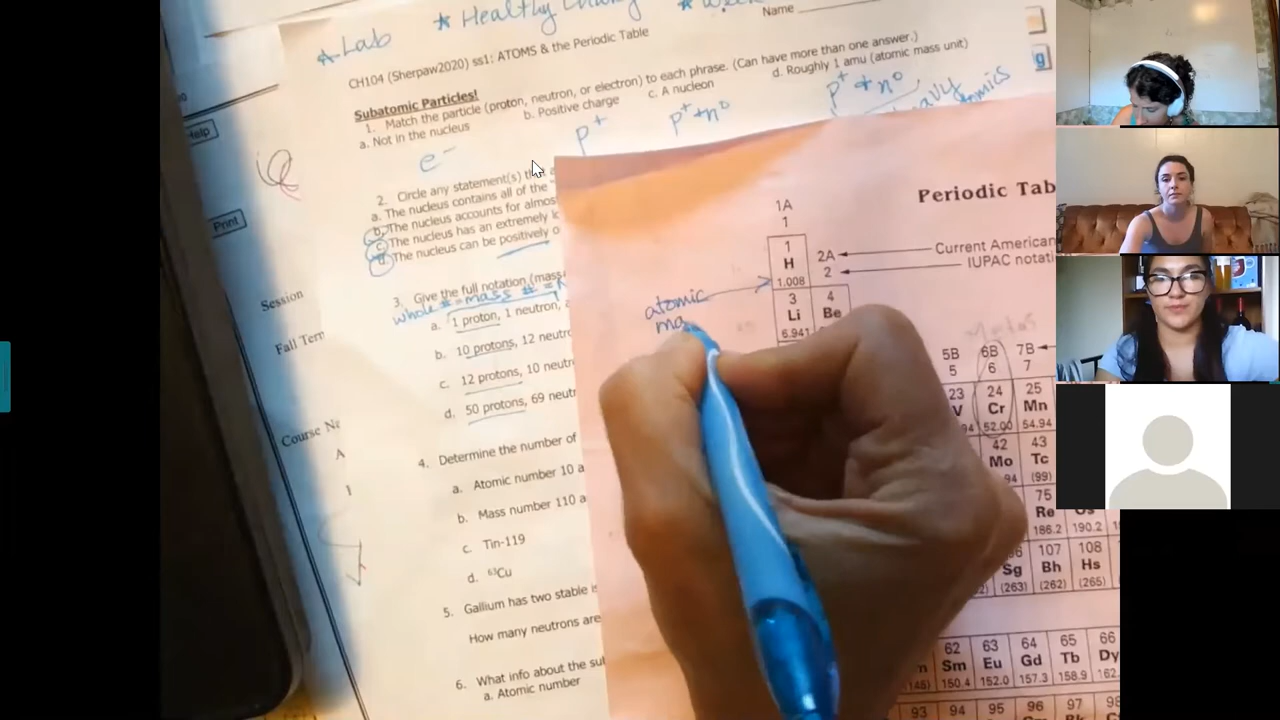 * Lab
* Healthy
Name
CH104 (Sherpaw2020) ss1: ATOMS & the Periodic Table
Subatomic Particles!
1. Match the particle (proton, neutron, or electron) to each phrase. (Can have more than one answer.)
a. Not in the nucleus
b. Positive charge
c. A nucleon
d. Roughly 1 amu (atomic mass unit)
e⁻
p⁺
p⁺ + n⁰
p⁺ + n⁰
2. Circle any statement(s)
a. The nucleus contains all of the
b. The nucleus accounts for almos
c. The nucleus has an extremely
d. The nucleus can be positively
3. Give the full notation (mass
whole # = mass # =
a. 1 proton, 1 neutron,
b. 10 protons, 12 neutr
c. 12 protons, 10 neutr
d. 50 protons, 69 neutr
4. Determine the number of
a. Atomic number 10 a
b. Mass number 110 a
c. Tin-119
d. ⁶³Cu
5. Gallium has two stable
How many neutrons are
6. What info about the su
a. Atomic number
Help
Print
Session
Fall Term
Course Na
A
1
g
Periodic Tab
1A
1
1
H
1.008
2A
2
Current American
IUPAC notati
atomic
ma
3 4
Li Be
6.941
5B 6B 7B
5 6 7
23 24 25
V Cr Mn
94 52.00 54.94
42 43
Mo Tc
94 (99)
75
Re Os
186.2 190.2
107 108
Sg Bh Hs
(263) (262) (265)
62 63 64 65 66
Sm Eu Gd Tb Dy
150.4 152.0 157.3 158.9 162.
93 94 95 96 97 98